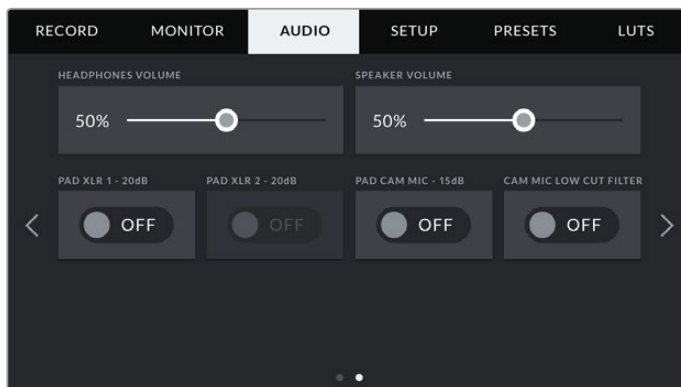 RECORD MONITOR AUDIO SETUP PRESETS LUTS
HEADPHONES VOLUME SPEAKER VOLUME
50% 50%
PAD XLR 1 - 20dB PAD XLR 2 - 20dB PAD CAM MIC - 15dB CAM MIC LOW CUT FILTER
OFF OFF OFF OFF